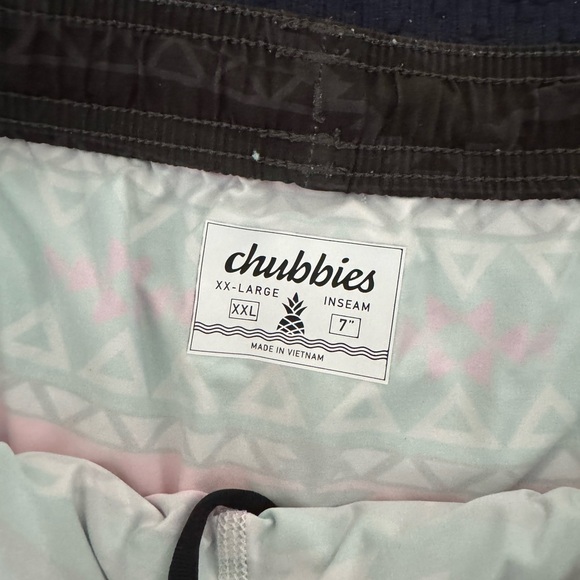 chubbies
XX-LARGE INSEAM
XXL 7"
MADE IN VIETNAM